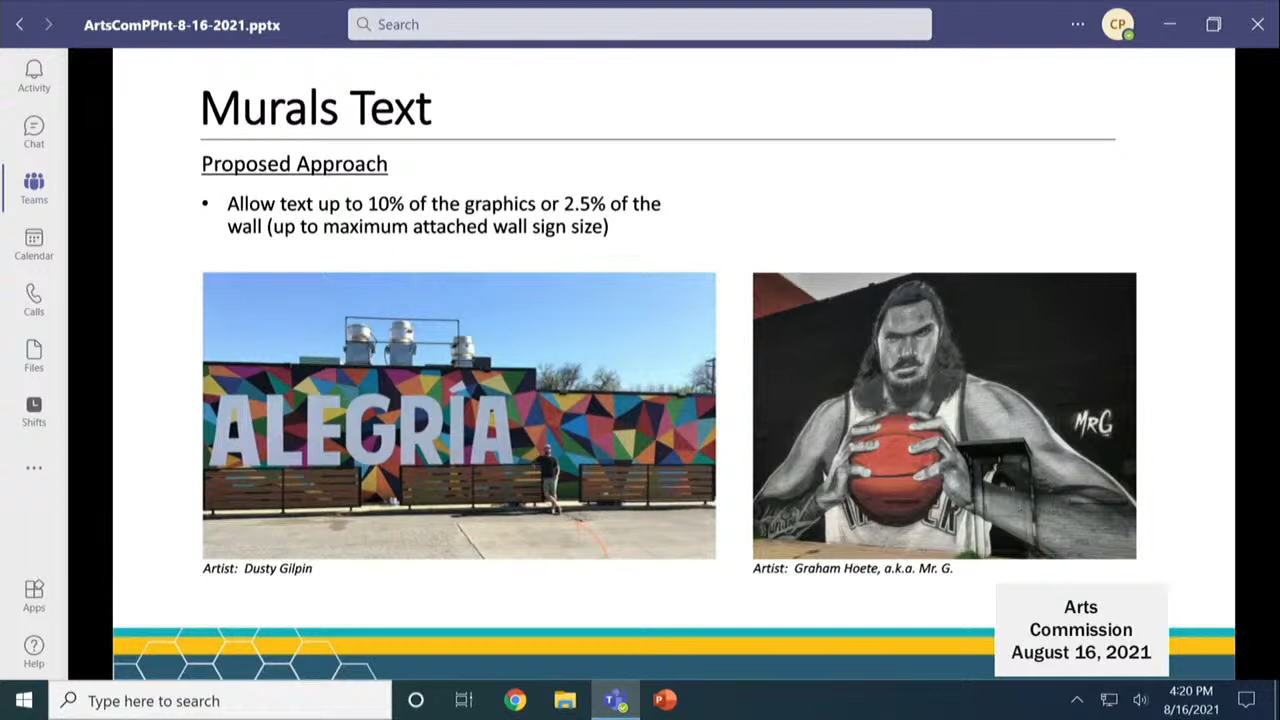 ArtsComPPnt-8-16-2021.pptx
Search
CP
Activity
Chat
Teams
Calendar
Calls
Files
Shifts
Apps
Help
Murals Text
Proposed Approach
• Allow text up to 10% of the graphics or 2.5% of the
wall (up to maximum attached wall sign size)
ALEGRÍA
MRG
Artist: Dusty Gilpin
Artist: Graham Hoete, a.k.a. Mr. G.
Arts
Commission
August 16, 2021
Type here to search
4:20 PM
8/16/2021